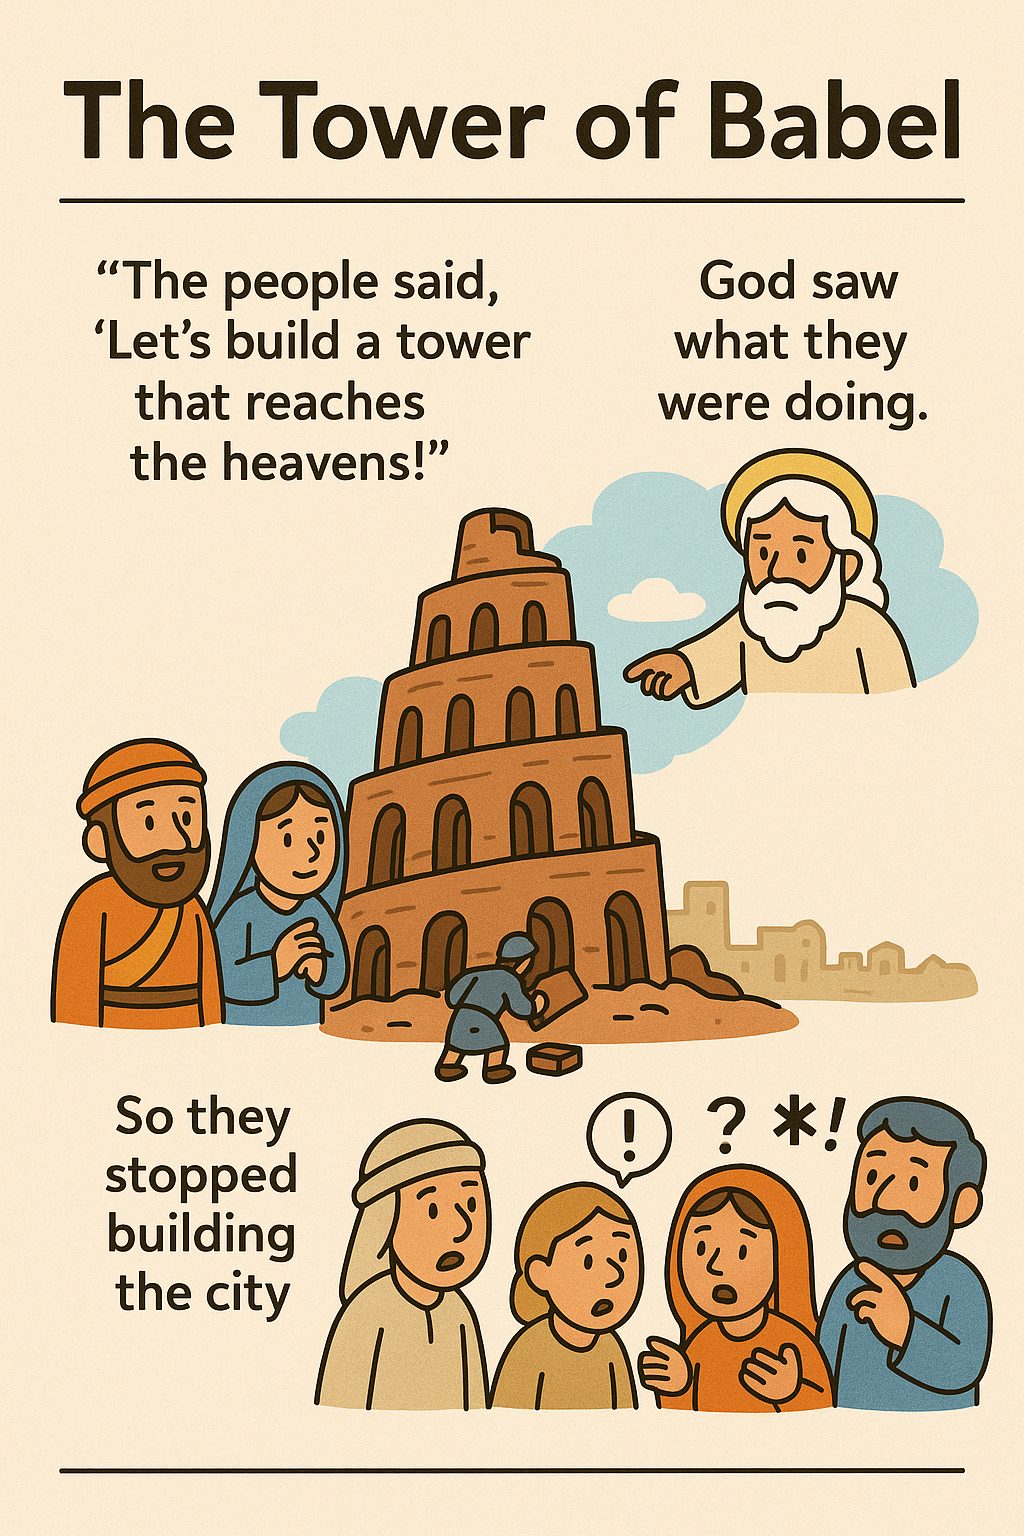 The Tower of Babel
“The people said,
‘Let’s build a tower
that reaches
the heavens!”
God saw
what they
were doing.
So they
stopped
building
the city
!
? *!